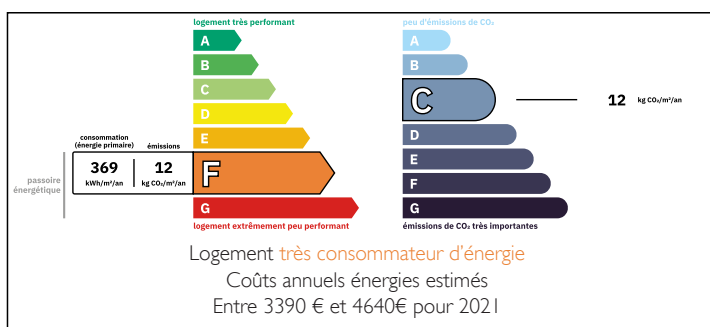 logement très performant
A
B
C
D
E
consommation
(énergie primaire)
émissions
passoire
énergétique
369
kWh/m²/an
12
kg CO₂/m²/an
F
G
logement extrêmement peu performant
peu d'émissions de CO₂
A
B
C
12 kg CO₂/m²/an
D
E
F
G
émissions de CO₂ très importantes
Logement très consommateur d'énergie
Coûts annuels énergies estimés
Entre 3390 € et 4640€ pour 2021